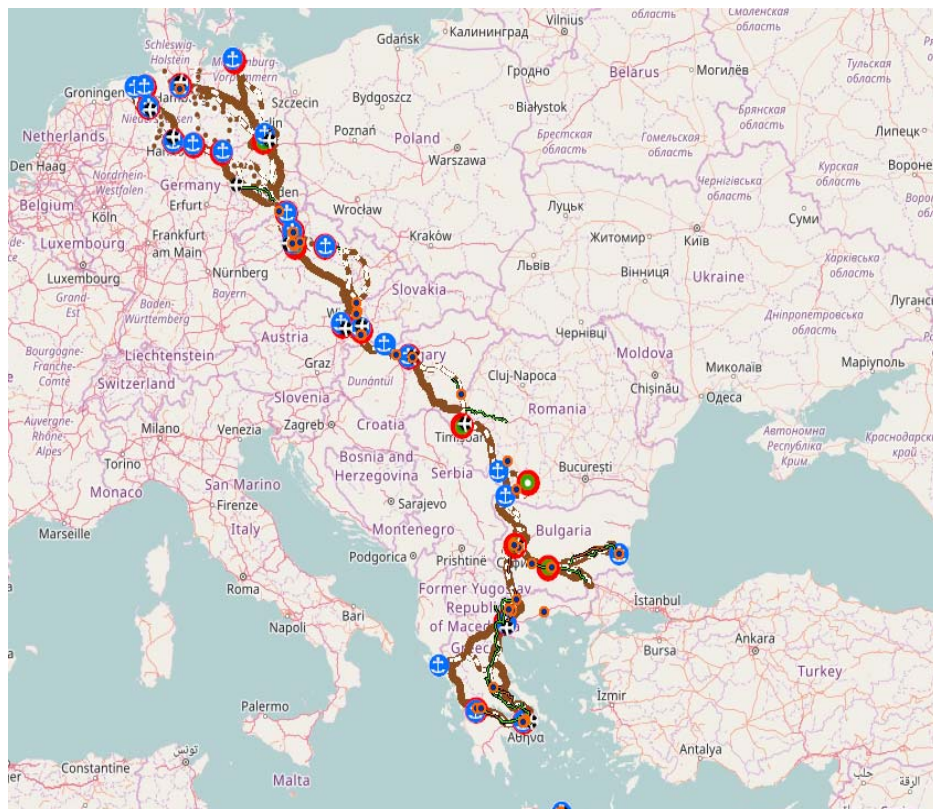 Vilnius
Gdańsk
Калининград
Смоленская
область
Schleswig-
Holstein
Гродно
Belarus
Могилёв
Тульская
область
Groningen
Szczecin
Bydgoszcz
Białystok
Брянская
область
Netherlands
Poznań
Poland
Брестская
область
Гомельская
область
Липецк
Den Haag
Warszawa
Nordrhein-
Westfalen
Germany
Курская
область
Belgium
Köln
Erfurt
Wrocław
Луцьк
Чернігівська
область
Суми
Luxembourg
Frankfurt
am Main
Kraków
Житомир
Київ
Luxembourg
Nürnberg
Львів
Вінниця
Ukraine
Харківська
область
Grand-
Est
Bayern
Slovakia
Baden-
Württemberg
Чернівці
Дніпропетровська
область
Bourgogne-
Franche-
Comté
Liechtenstein
Austria
Moldova
Маріуполь
Switzerland
Graz
Dunántúl
Cluj-Napoca
Chișinău
Миколаїв
Auvergne-
Rhône-
Alpes
Slovenia
Одеса
Milano
Venezia
Zagreb
Croatia
Romania
Torino
Bosnia and
Herzegovina
Serbia
București
Автономна
Республіка
Крим
Краснодарский
край
Monaco
San Marino
Firenze
Sarajevo
Marseille
Italy
Montenegro
Bulgaria
Podgorica
Prishtinë
Roma
Former Yugoslav
İstanbul
Napoli
Bari
Bursa
Ankara
Turkey
Palermo
İzmir
Αθήνα
Antalya
تونس
Constantine
Malta
حلب
الرقة